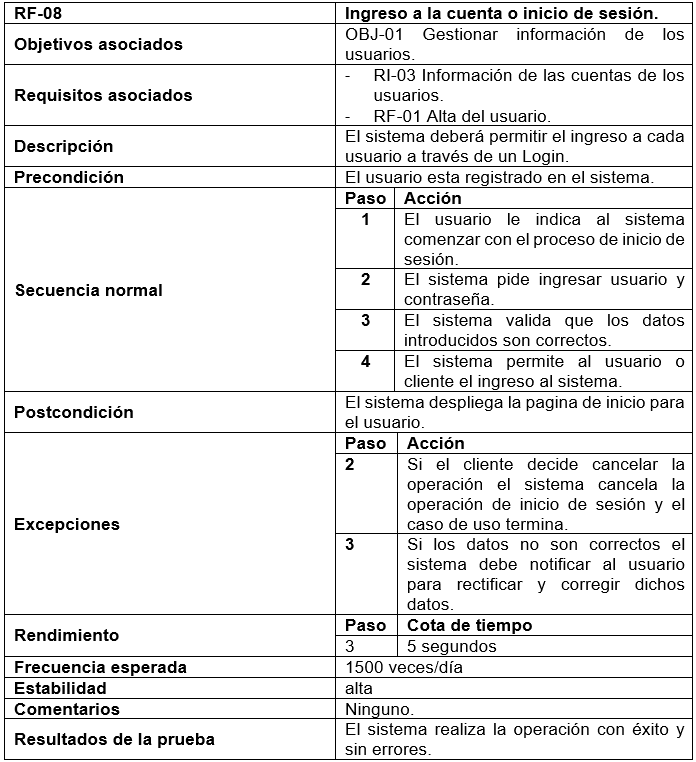 RF-08 Ingreso a la cuenta o inicio de sesión.
Objetivos asociados
OBJ-01 Gestionar información de los
usuarios.
Requisitos asociados
- RI-03 Información de las cuentas de los
usuarios.
- RF-01 Alta del usuario.
Descripción
El sistema deberá permitir el ingreso a cada
usuario a través de un Login.
Precondición El usuario esta registrado en el sistema.
Secuencia normal
Paso Acción
1 El usuario le indica al sistema
comenzar con el proceso de inicio de
sesión.
2 El sistema pide ingresar usuario y
contraseña.
3 El sistema valida que los datos
introducidos son correctos.
4 El sistema permite al usuario o
cliente el ingreso al sistema.
Postcondición
El sistema despliega la pagina de inicio para
el usuario.
Excepciones
Paso Acción
2 Si el cliente decide cancelar la
operación el sistema cancela la
operación de inicio de sesión y el
caso de uso termina.
3 Si los datos no son correctos el
sistema debe notificar al usuario
para rectificar y corregir dichos
datos.
Rendimiento
Paso Cota de tiempo
3 5 segundos
Frecuencia esperada 1500 veces/día
Estabilidad alta
Comentarios Ninguno.
Resultados de la prueba
El sistema realiza la operación con éxito y
sin errores.